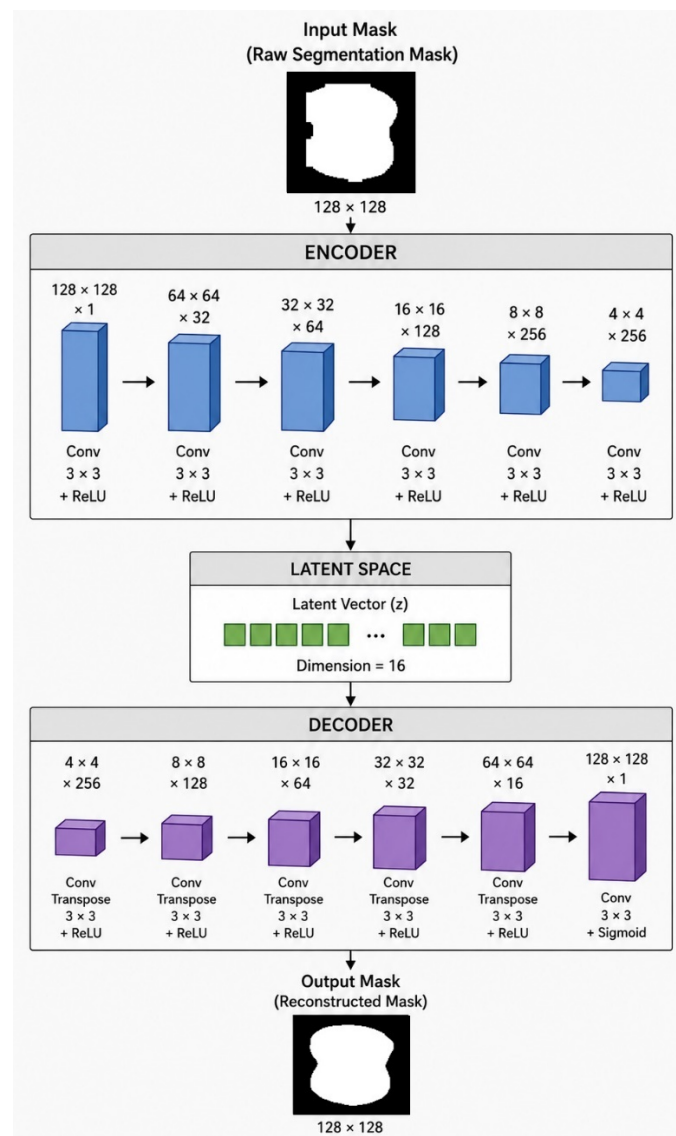 Input Mask
(Raw Segmentation Mask)
128 × 128
ENCODER
128 × 128
× 1
64 × 64
× 32
32 × 32
× 64
16 × 16
× 128
8 × 8
× 256
4 × 4
× 256
Conv
3 × 3
+ ReLU
Conv
3 × 3
+ ReLU
Conv
3 × 3
+ ReLU
Conv
3 × 3
+ ReLU
Conv
3 × 3
+ ReLU
Conv
3 × 3
+ ReLU
LATENT SPACE
Latent Vector (z)
...
Dimension = 16
DECODER
4 × 4
× 256
8 × 8
× 128
16 × 16
× 64
32 × 32
× 32
64 × 64
× 16
128 × 128
× 1
Conv
Transpose
3 × 3
+ ReLU
Conv
Transpose
3 × 3
+ ReLU
Conv
Transpose
3 × 3
+ ReLU
Conv
Transpose
3 × 3
+ ReLU
Conv
Transpose
3 × 3
+ ReLU
Conv
3 × 3
+ Sigmoid
Output Mask
(Reconstructed Mask)
128 × 128